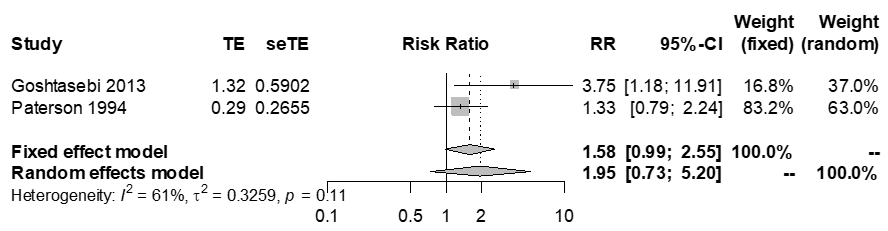 Weight Weight
Study TE seTE Risk Ratio RR 95%-CI (fixed) (random)
Goshtasebi 2013 1.32 0.5902 3.75 [1.18; 11.91] 16.8% 37.0%
Paterson 1994 0.29 0.2655 1.33 [0.79; 2.24] 83.2% 63.0%
Fixed effect model 1.58 [0.99; 2.55] 100.0% --
Random effects model 1.95 [0.73; 5.20] -- 100.0%
Heterogeneity: I² = 61%, τ² = 0.3259, p = 0.11
0.1 0.5 1 2 10